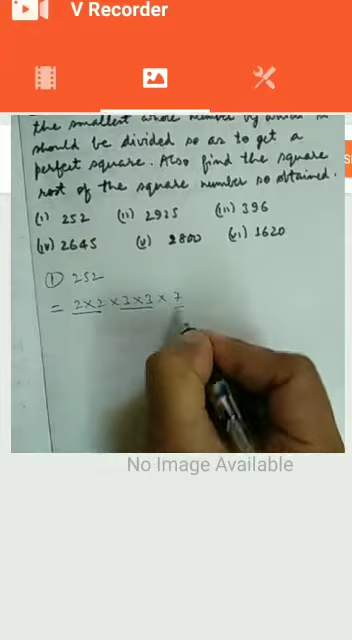 V Recorder
the smallest whole number by which
should be divided so as to get a
perfect square. Also find the square
root of the square number so obtained.
(i) 252 (ii) 2925 (iii) 396
(iv) 2645 (v) 2800 (vi) 1620
① 252
= 2×2 × 3×3 × 7
No Image Available